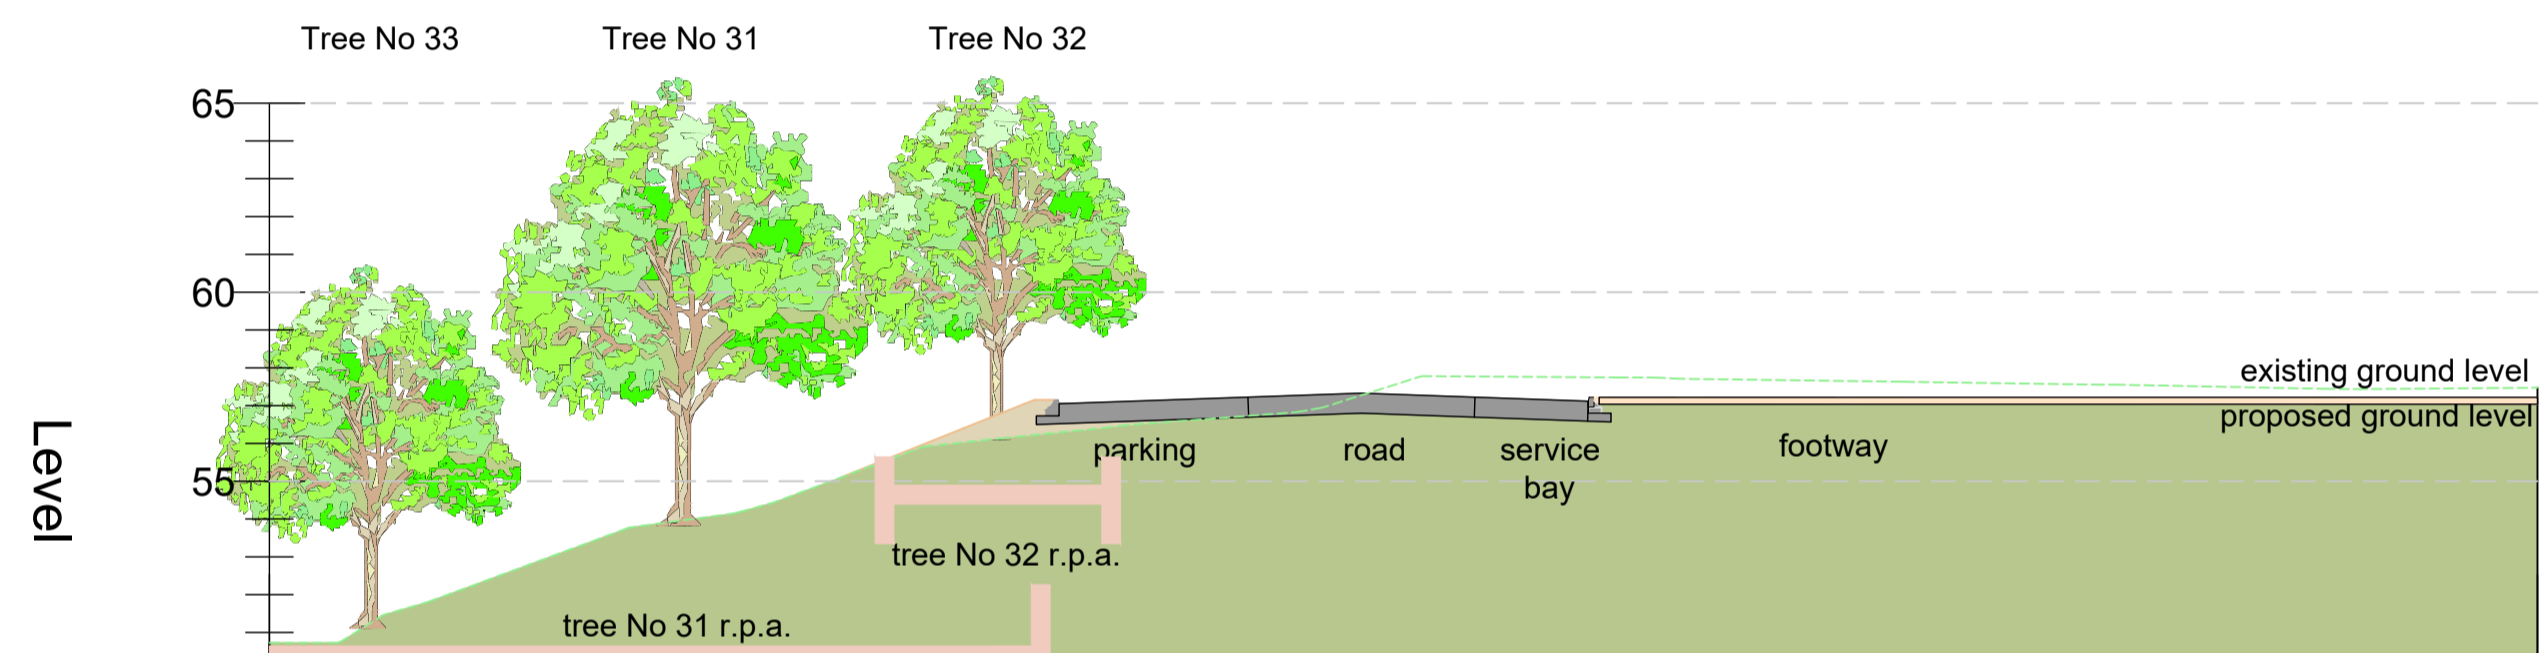 Tree No 33
Tree No 31
Tree No 32
65
60
55
Level
existing ground level
proposed ground level
parking
road
service
bay
footway
tree No 32 r.p.a.
tree No 31 r.p.a.